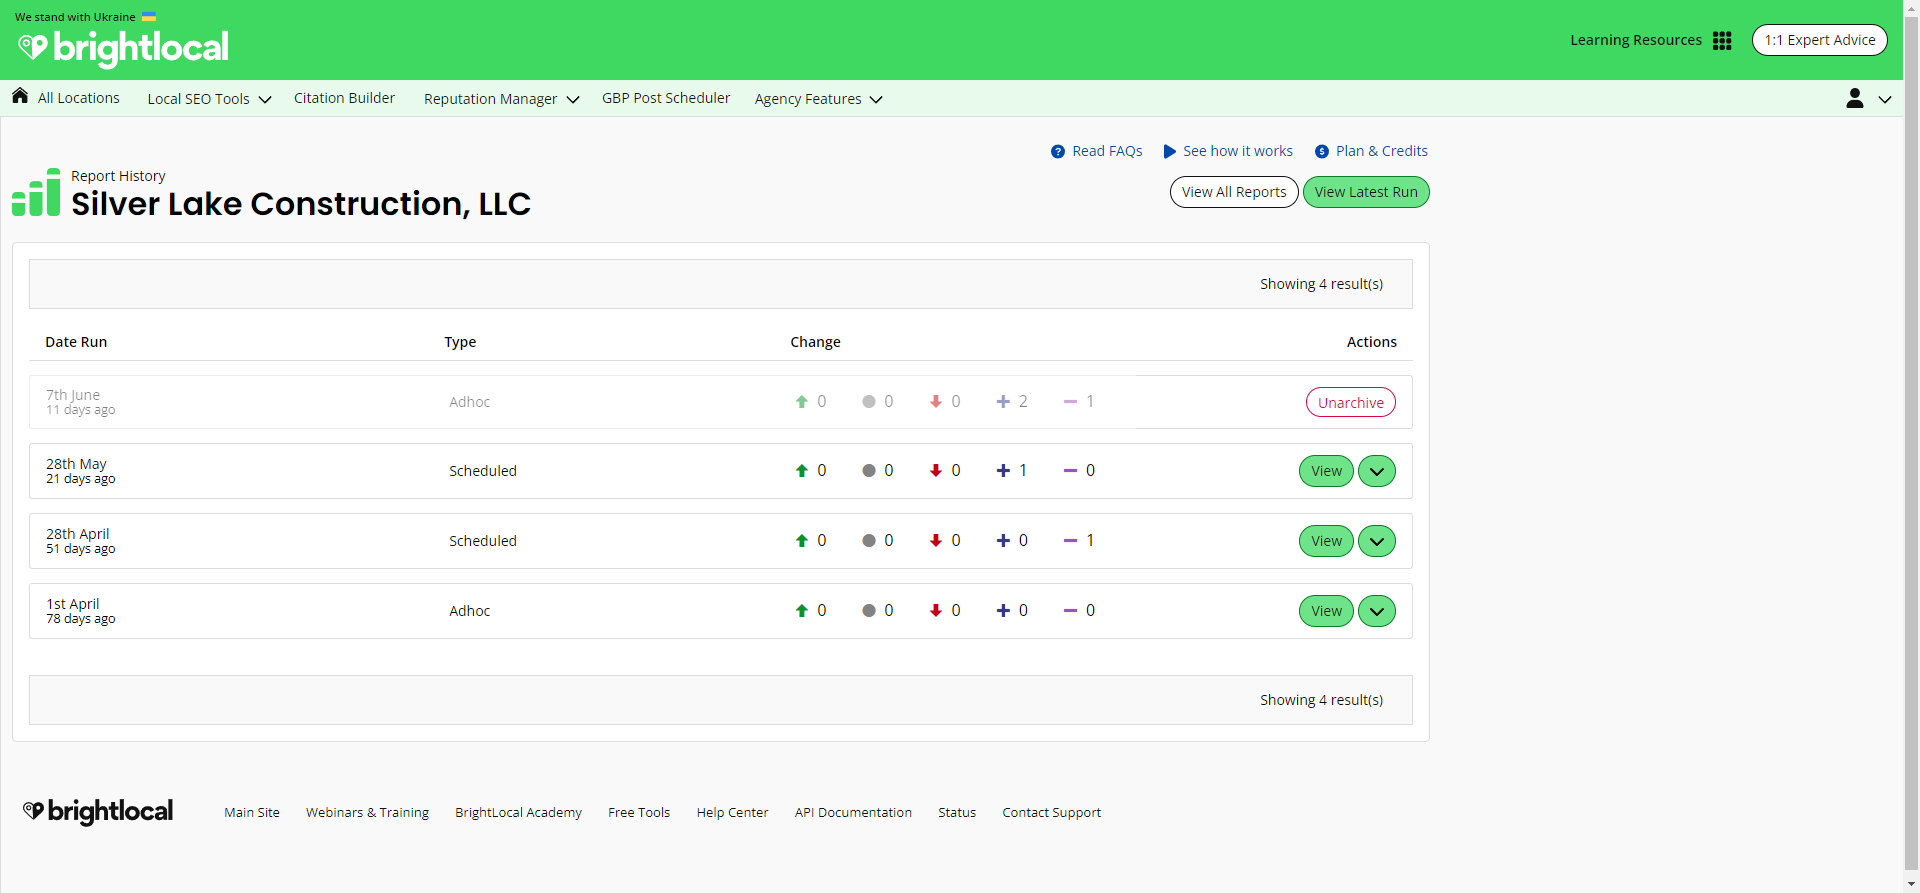 We stand with Ukraine
brightlocal
Learning Resources
1:1 Expert Advice
All Locations
Local SEO Tools
Citation Builder
Reputation Manager
GBP Post Scheduler
Agency Features
Read FAQs
See how it works
Plan & Credits
Report History
Silver Lake Construction, LLC
View All Reports
View Latest Run
Showing 4 result(s)
Date Run Type Change Actions
7th June
11 days ago
Adhoc 0 0 0 2 1 Unarchive
28th May
21 days ago
Scheduled 0 0 0 1 0 View
28th April
51 days ago
Scheduled 0 0 0 0 1 View
1st April
78 days ago
Adhoc 0 0 0 0 0 View
Showing 4 result(s)
brightlocal
Main Site
Webinars & Training
BrightLocal Academy
Free Tools
Help Center
API Documentation
Status
Contact Support